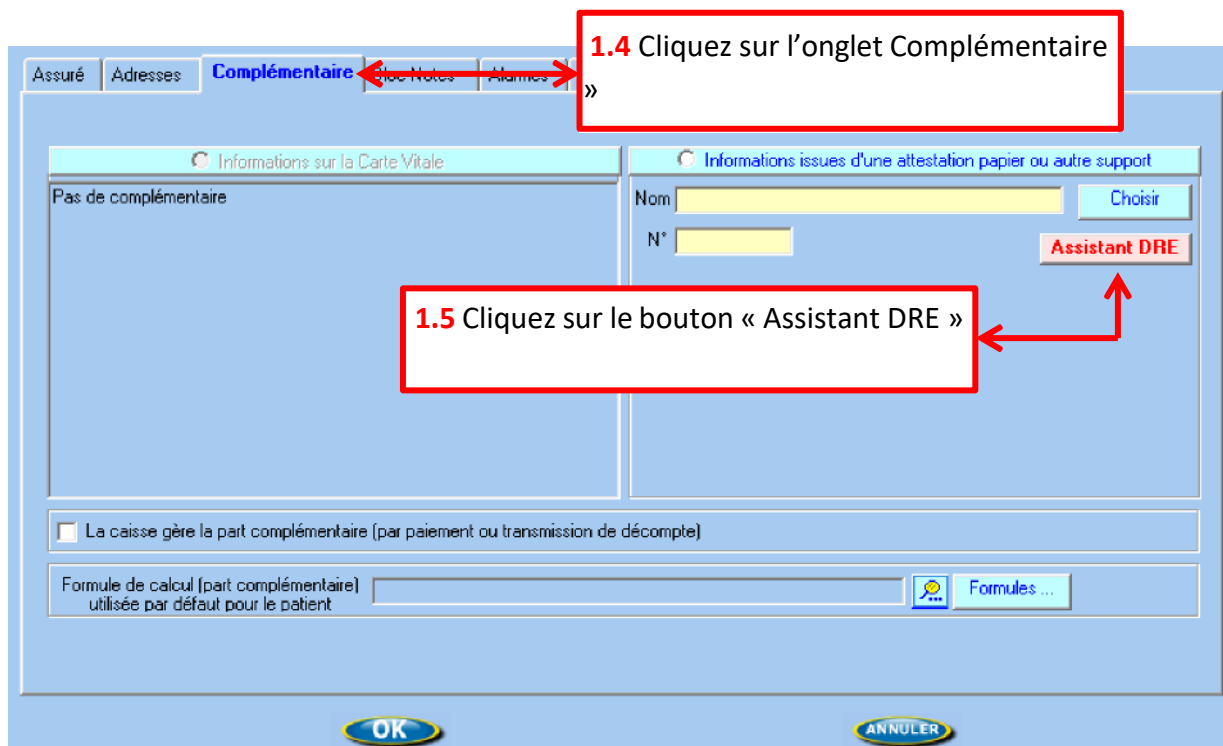 1.4 Cliquez sur l’onglet Complémentaire
»
Assuré Adresses Complémentaire Bloc Notes Alarmes
Informations sur la Carte Vitale
Informations issues d'une attestation papier ou autre support
Pas de complémentaire
Nom
Choisir
N°
Assistant DRE
1.5 Cliquez sur le bouton « Assistant DRE »
La caisse gère la part complémentaire (par paiement ou transmission de décompte)
Formule de calcul (part complémentaire)
utilisée par défaut pour le patient
Formules ...
OK
ANNULER